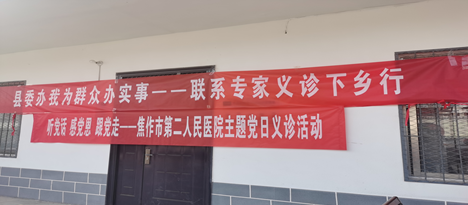 县委办我为群众办实事——联系专家义诊下乡行
听党话 感党恩 跟党走——焦作市第二人民医院主题党日义诊活动